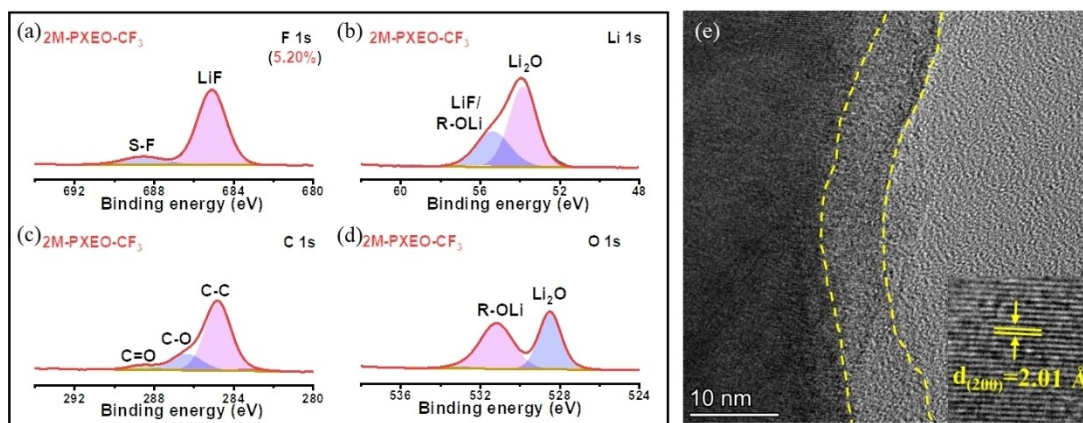 (a)
2M-PXEO-CF₃
F 1s
(5.20%)
LiF
S-F
692 688 684 680
Binding energy (eV)
(b)
2M-PXEO-CF₃
Li 1s
Li₂O
LiF/
R-OLi
60 56 52 48
Binding energy (eV)
(c)
2M-PXEO-CF₃
C 1s
C-C
C-O
C=O
292 288 284 280
Binding energy (eV)
(d)
2M-PXEO-CF₃
O 1s
R-OLi
Li₂O
536 532 528 524
Binding energy (eV)
(e)
10 nm
d(200)=2.01 Å